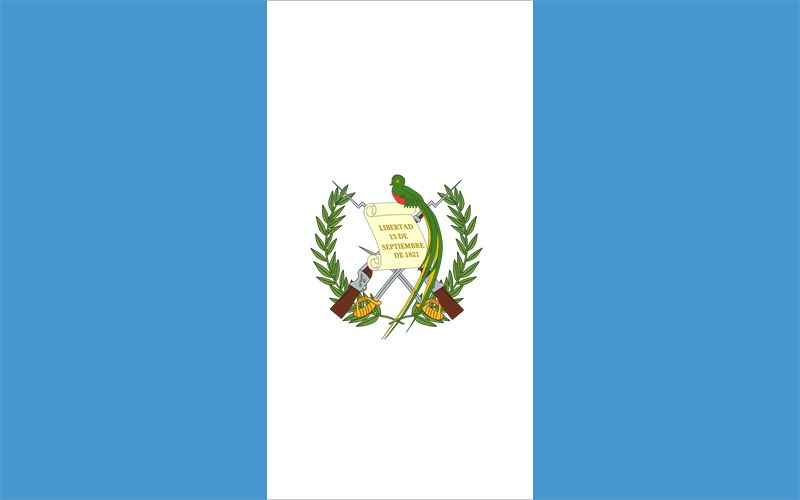 LIBERTAD
15 DE
SEPTIEMBRE
DE 1821